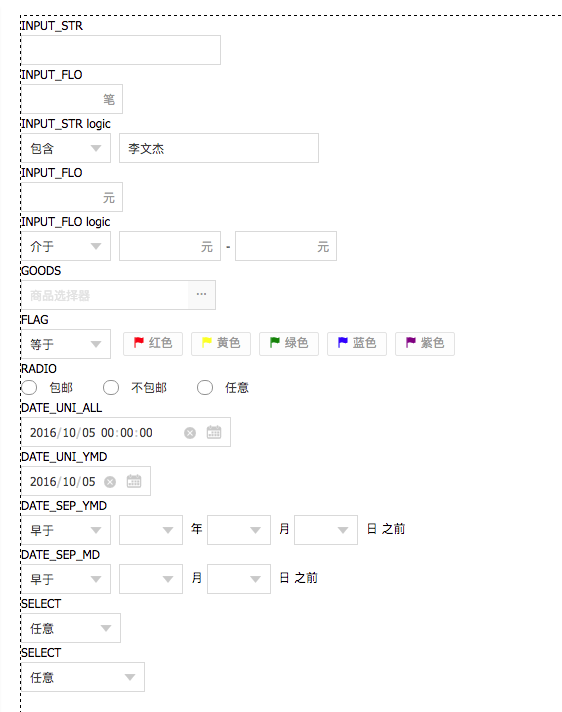 INPUT_STR
INPUT_FLO
笔
INPUT_STR logic
包含 李文杰
INPUT_FLO
元
INPUT_FLO logic
介于 元 - 元
GOODS
商品选择器 ...
FLAG
等于 红色 黄色 绿色 蓝色 紫色
RADIO
包邮 不包邮 任意
DATE_UNI_ALL
2016/10/05 00:00:00
DATE_UNI_YMD
2016/10/05
DATE_SEP_YMD
早于 年 月 日 之前
DATE_SEP_MD
早于 月 日 之前
SELECT
任意
SELECT
任意